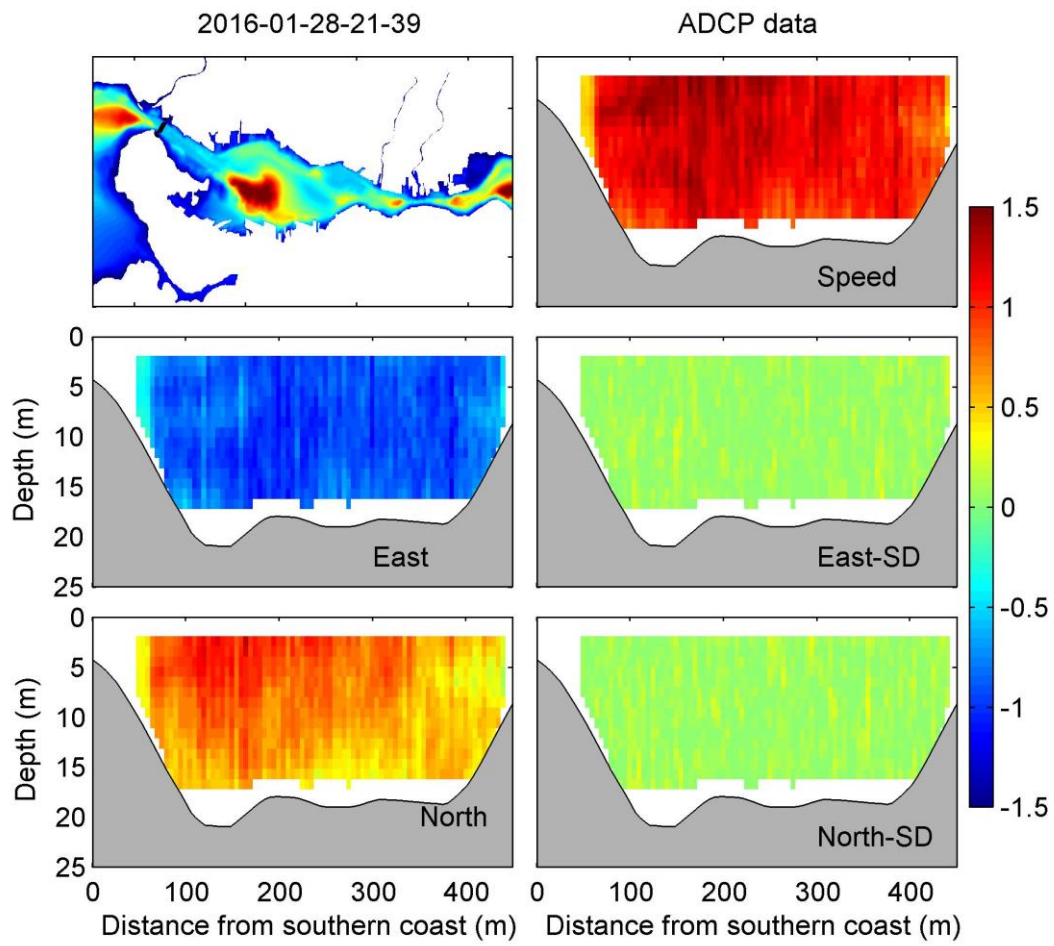 2016-01-28-21-39
ADCP data
Speed
1.5
1
0.5
0
-0.5
-1
-1.5
0
5
10
15
20
25
Depth (m)
East
East-SD
0
5
10
15
20
25
Depth (m)
North
North-SD
0 100 200 300 400
0 100 200 300 400
Distance from southern coast (m)
Distance from southern coast (m)